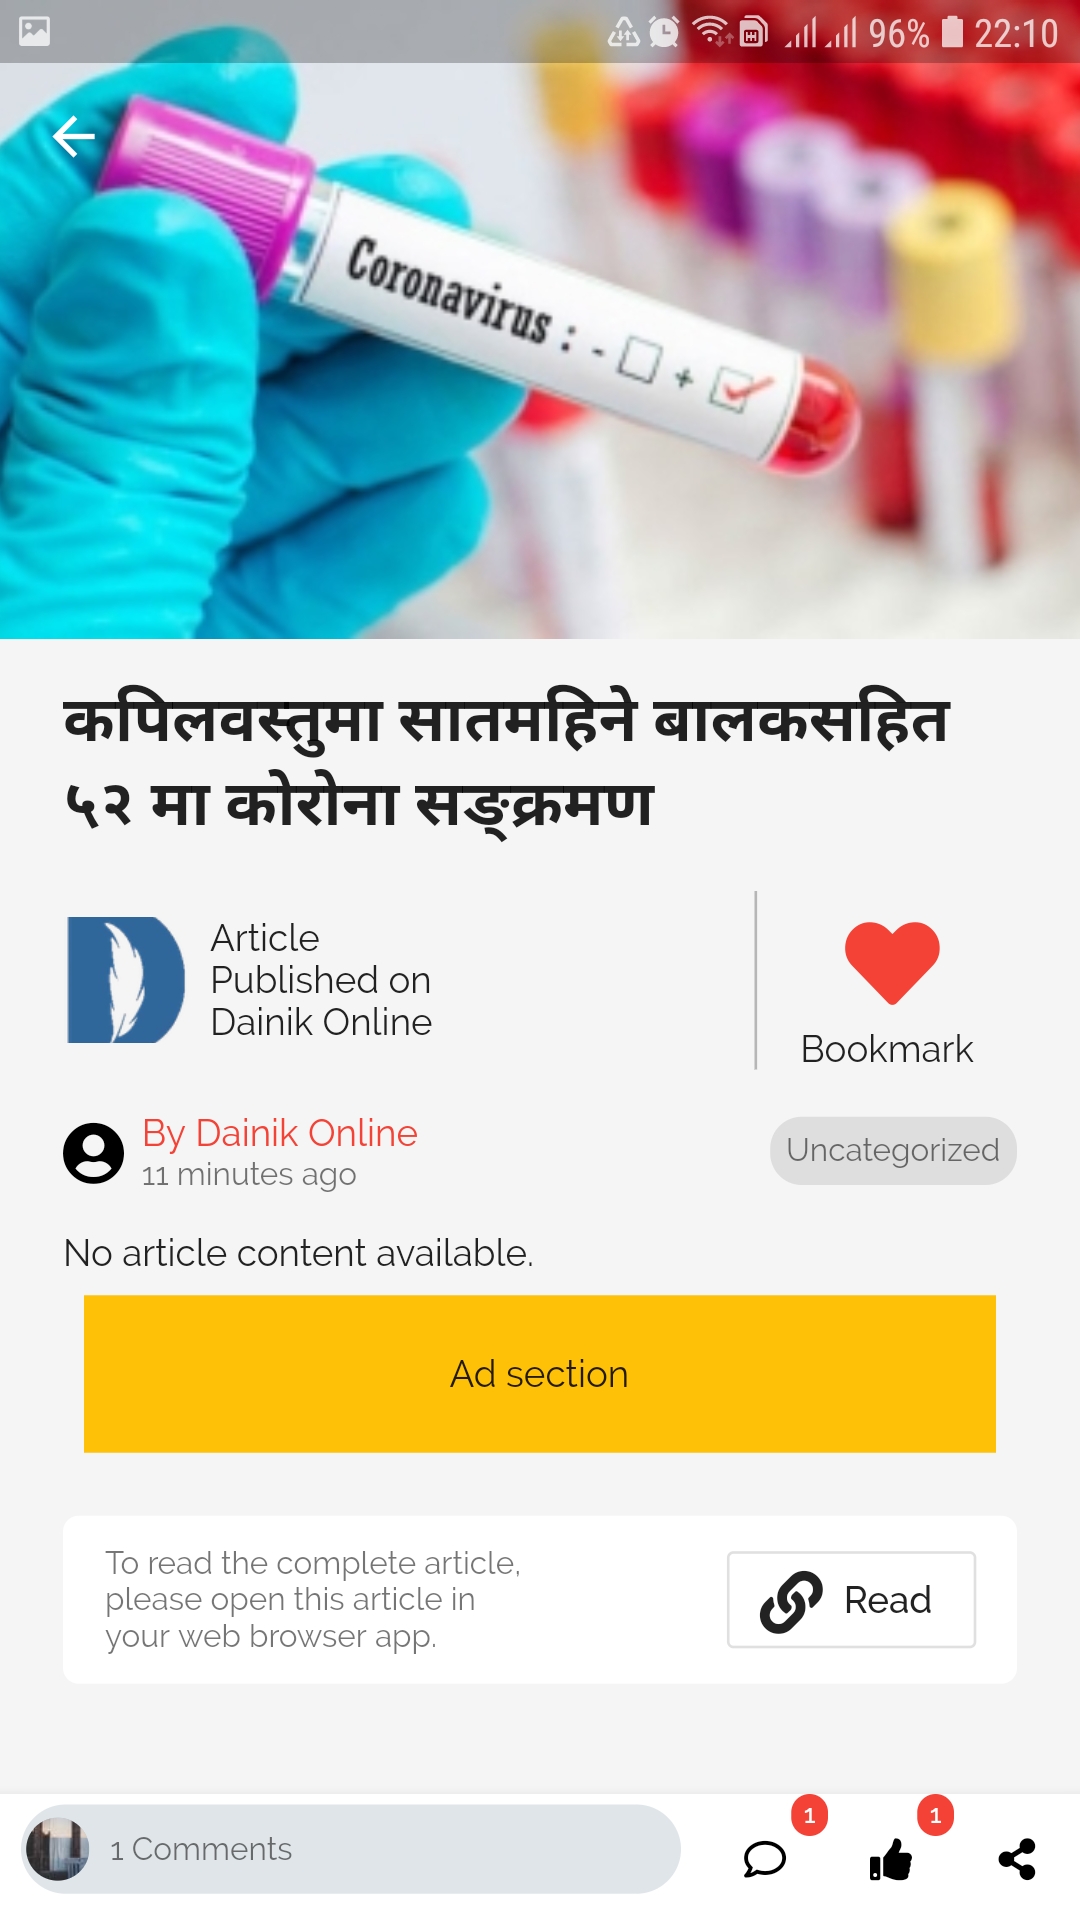 96% 22:10
Coronavirus : - +
कपिलवस्तुमा सातमहिने बालकसहित
५२ मा कोरोना सङ्क्रमण
Article
Published on
Dainik Online
Bookmark
By Dainik Online
11 minutes ago
Uncategorized
No article content available.
Ad section
To read the complete article,
please open this article in
your web browser app.
Read
1 Comments
1
1